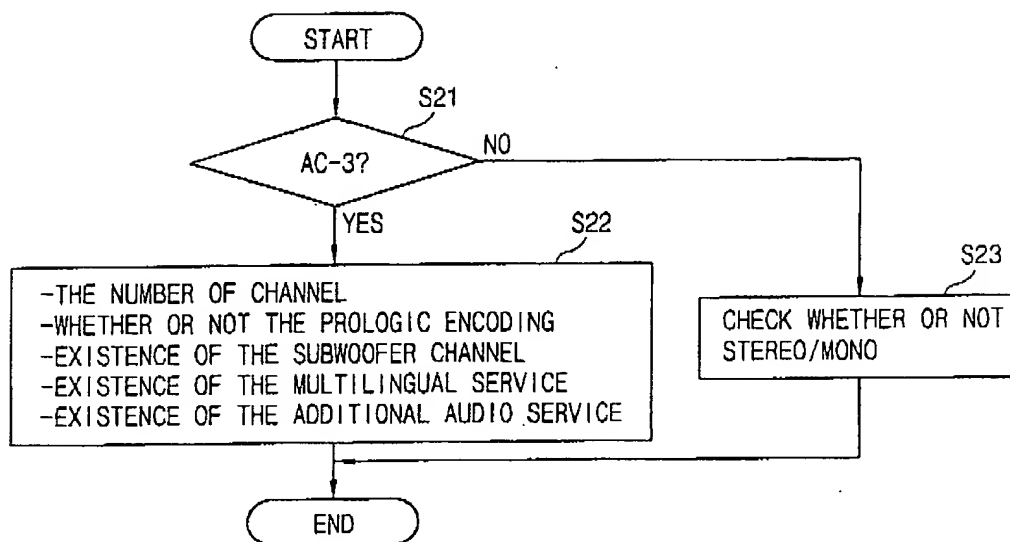 START
S21
AC-3?
NO
YES
S22
-THE NUMBER OF CHANNEL
-WHETHER OR NOT THE PROLOGIC ENCODING
-EXISTENCE OF THE SUBWOOFER CHANNEL
-EXISTENCE OF THE MULTILINGUAL SERVICE
-EXISTENCE OF THE ADDITIONAL AUDIO SERVICE
S23
CHECK WHETHER OR NOT
STEREO/MONO
END